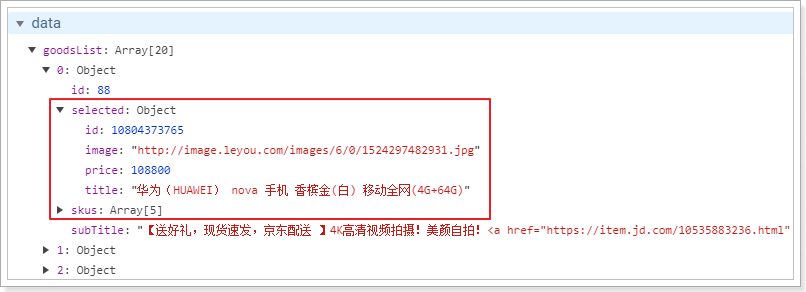 data
goodsList: Array[20]
0: Object
id: 88
selected: Object
id: 10804373765
image: "http://image.leyou.com/images/6/0/1524297482931.jpg"
price: 108800
title: "华为（HUAWEI） nova 手机 香槟金(白) 移动全网(4G+64G)"
skus: Array[5]
subTitle: "【送好礼，现货速发，京东配送 】4K高清视频拍摄！美颜自拍！<a href="https://item.jd.com/10535883236.html"
1: Object
2: Object